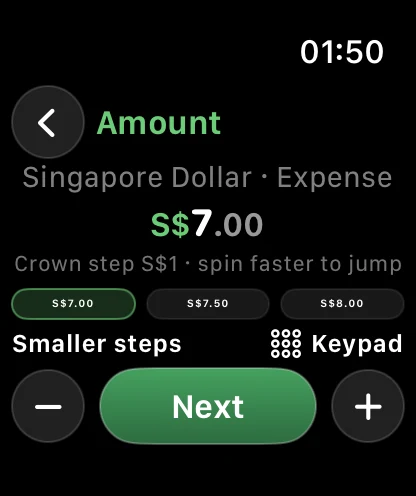 01:50
Amount
Singapore Dollar · Expense
S$7.00
Crown step S$1 · spin faster to jump
S$7.00 S$7.50 S$8.00
Smaller steps Keypad
− Next +